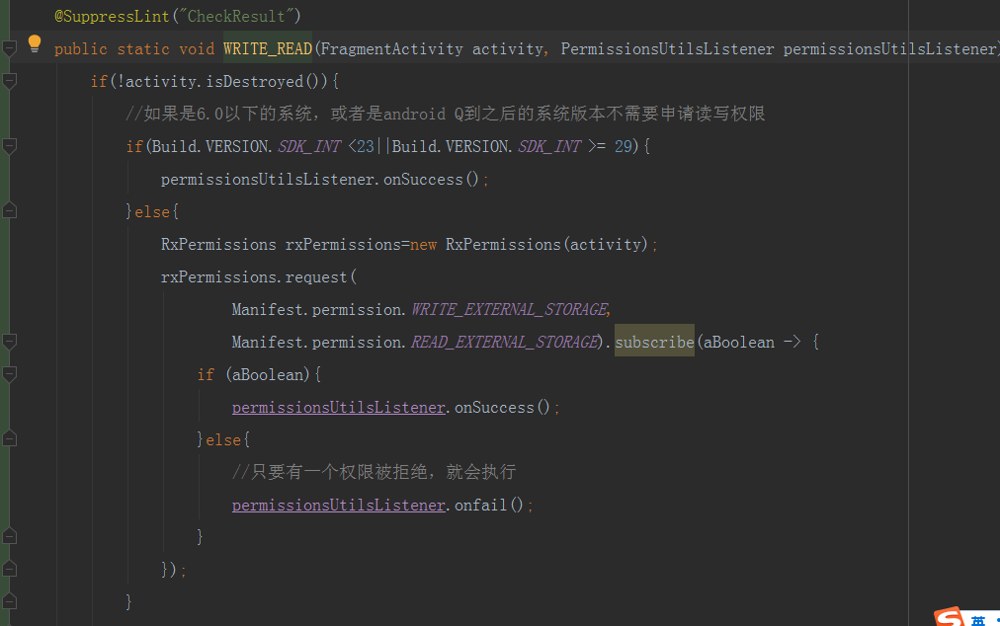 @SuppressLint("CheckResult")
public static void WRITE_READ(FragmentActivity activity, PermissionsUtilsListener permissionsUtilsListener)
if(!activity.isDestroyed()){
//如果是6.0以下的系统，或者是android Q到之后的系统版本不需要申请读写权限
if(Build.VERSION.SDK_INT <23||Build.VERSION.SDK_INT >= 29){
permissionsUtilsListener.onSuccess();
}else{
RxPermissions rxPermissions=new RxPermissions(activity);
rxPermissions.request(
Manifest.permission.WRITE_EXTERNAL_STORAGE,
Manifest.permission.READ_EXTERNAL_STORAGE).subscribe(aBoolean -> {
if (aBoolean){
permissionsUtilsListener.onSuccess();
}else{
//只要有一个权限被拒绝，就会执行
permissionsUtilsListener.onfail();
}
});
}
S 英